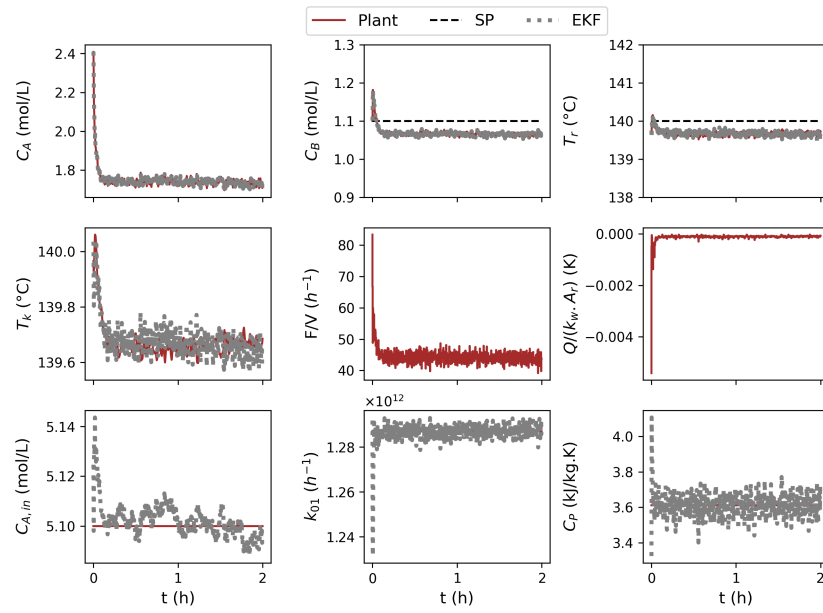 Plant SP EKF
C_A (mol/L)
2.4
2.2
2.0
1.8
C_B (mol/L)
1.3
1.2
1.1
1.0
0.9
T_r (°C)
142
141
140
139
138
T_k (°C)
140.0
139.8
139.6
F/V (h⁻¹)
80
70
60
50
40
Q/(k_w. A_r) (K)
0.000
−0.002
−0.004
C_{A,in} (mol/L)
5.14
5.12
5.10
0 1 2
t (h)
×10¹²
k_{01} (h⁻¹)
1.28
1.26
1.24
0 1 2
t (h)
C_P (kJ/kg.K)
4.0
3.8
3.6
3.4
0 1 2
t (h)